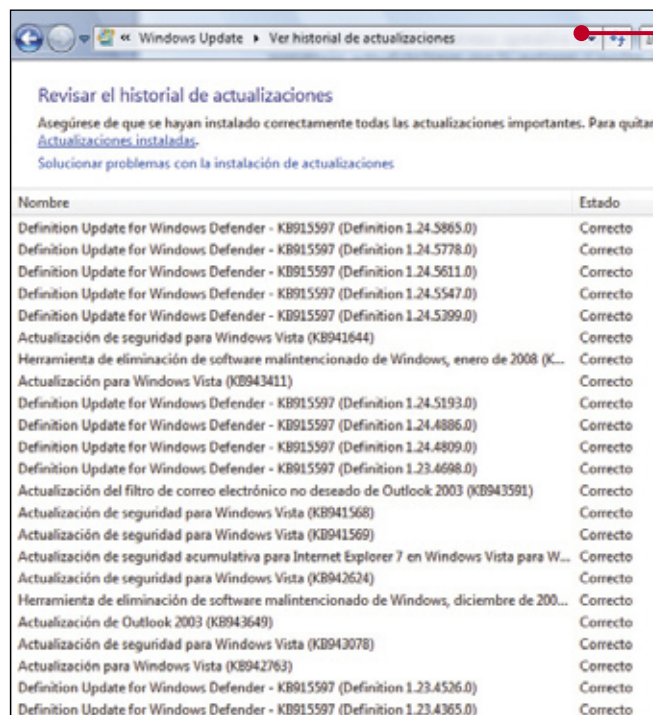 « Windows Update ▸ Ver historial de actualizaciones
Revisar el historial de actualizaciones
Asegúrese de que se hayan instalado correctamente todas las actualizaciones importantes. Para quitar
Actualizaciones instaladas.
Solucionar problemas con la instalación de actualizaciones
Nombre Estado
Definition Update for Windows Defender - KB915597 (Definition 1.24.5865.0) Correcto
Definition Update for Windows Defender - KB915597 (Definition 1.24.5778.0) Correcto
Definition Update for Windows Defender - KB915597 (Definition 1.24.5611.0) Correcto
Definition Update for Windows Defender - KB915597 (Definition 1.24.5547.0) Correcto
Definition Update for Windows Defender - KB915597 (Definition 1.24.5399.0) Correcto
Actualización de seguridad para Windows Vista (KB941644) Correcto
Herramienta de eliminación de software malintencionado de Windows, enero de 2008 (K... Correcto
Actualización para Windows Vista (KB943411) Correcto
Definition Update for Windows Defender - KB915597 (Definition 1.24.5193.0) Correcto
Definition Update for Windows Defender - KB915597 (Definition 1.24.4886.0) Correcto
Definition Update for Windows Defender - KB915597 (Definition 1.24.4809.0) Correcto
Definition Update for Windows Defender - KB915597 (Definition 1.23.4698.0) Correcto
Actualización del filtro de correo electrónico no deseado de Outlook 2003 (KB943591) Correcto
Actualización de seguridad para Windows Vista (KB941568) Correcto
Actualización de seguridad para Windows Vista (KB941569) Correcto
Actualización de seguridad acumulativa para Internet Explorer 7 en Windows Vista para W... Correcto
Actualización de seguridad para Windows Vista (KB942624) Correcto
Herramienta de eliminación de software malintencionado de Windows, diciembre de 200... Correcto
Actualización de Outlook 2003 (KB943649) Correcto
Actualización de seguridad para Windows Vista (KB943078) Correcto
Actualización para Windows Vista (KB942763) Correcto
Definition Update for Windows Defender - KB915597 (Definition 1.23.4526.0) Correcto
Definition Update for Windows Defender - KB915597 (Definition 1.23.4365.0) Correcto